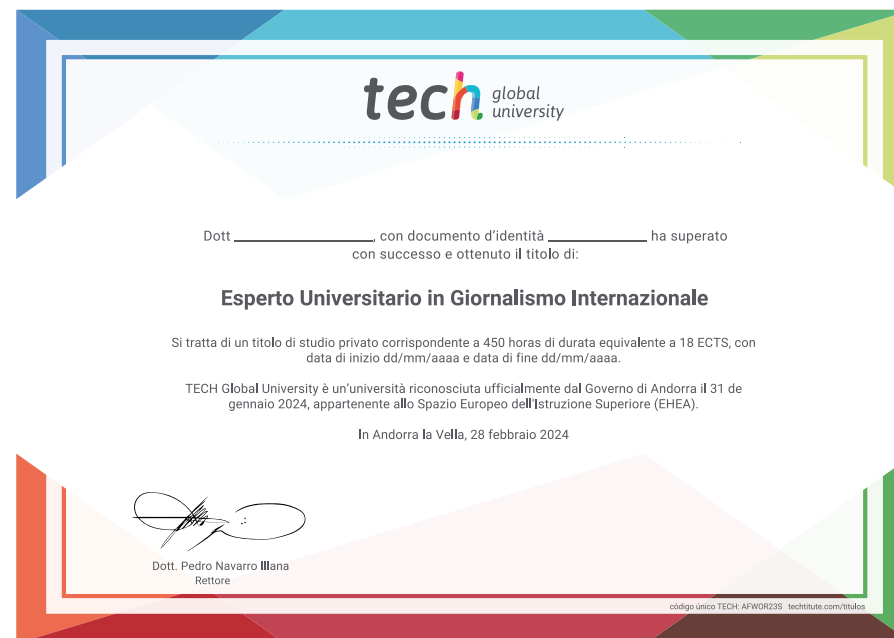 tech global university
Dott __________________, con documento d’identità _____________ ha superato
con successo e ottenuto il titolo di:
Esperto Universitario in Giornalismo Internazionale
Si tratta di un titolo di studio privato corrispondente a 450 horas di durata equivalente a 18 ECTS, con
data di inizio dd/mm/aaaa e data di fine dd/mm/aaaa.
TECH Global University è un’università riconosciuta ufficialmente dal Governo di Andorra il 31 de
gennaio 2024, appartenente allo Spazio Europeo dell'Istruzione Superiore (EHEA).
In Andorra la Vella, 28 febbraio 2024
Dott. Pedro Navarro Illana
Rettore
código único TECH: AFWOR23S techtitute.com/titulos